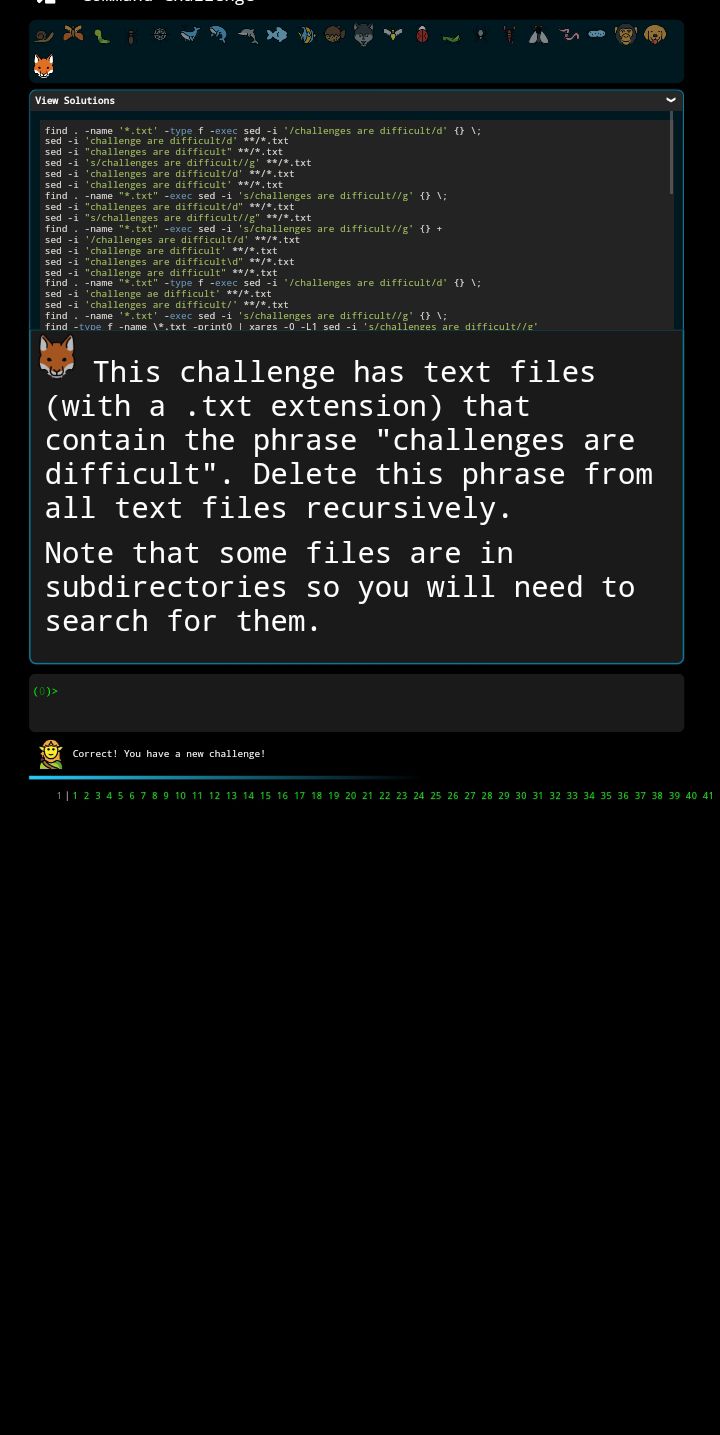 Command Challenge
View Solutions
find . -name '*.txt' -type f -exec sed -i '/challenges are difficult/d' {} \;
sed -i 'challenge are difficult/d' **/*.txt
sed -i "challenges are difficult" **/*.txt
sed -i 's/challenges are difficult//g' **/*.txt
sed -i 'challenges are difficult/d' **/*.txt
sed -i 'challenges are difficult' **/*.txt
find . -name "*.txt" -exec sed -i 's/challenges are difficult//g' {} \;
sed -i "challenges are difficult/d" **/*.txt
sed -i "s/challenges are difficult//g" **/*.txt
find . -name "*.txt" -exec sed -i 's/challenges are difficult//g' {} +
sed -i '/challenges are difficult/d' **/*.txt
sed -i 'challenge are difficult' **/*.txt
sed -i "challenges are difficult\d" **/*.txt
sed -i "challenge are difficult" **/*.txt
find . -name "*.txt" -type f -exec sed -i '/challenges are difficult/d' {} \;
sed -i 'challenge ae difficult' **/*.txt
sed -i 'challenges are difficult/' **/*.txt
find . -name '*.txt' -exec sed -i 's/challenges are difficult//g' {} \;
find -type f -name \*.txt -print0 | xargs -0 -L1 sed -i 's/challenges are difficult//g'
This challenge has text files
(with a .txt extension) that
contain the phrase "challenges are
difficult". Delete this phrase from
all text files recursively.
Note that some files are in
subdirectories so you will need to
search for them.
(0)>
Correct! You have a new challenge!
1 | 1 2 3 4 5 6 7 8 9 10 11 12 13 14 15 16 17 18 19 20 21 22 23 24 25 26 27 28 29 30 31 32 33 34 35 36 37 38 39 40 41